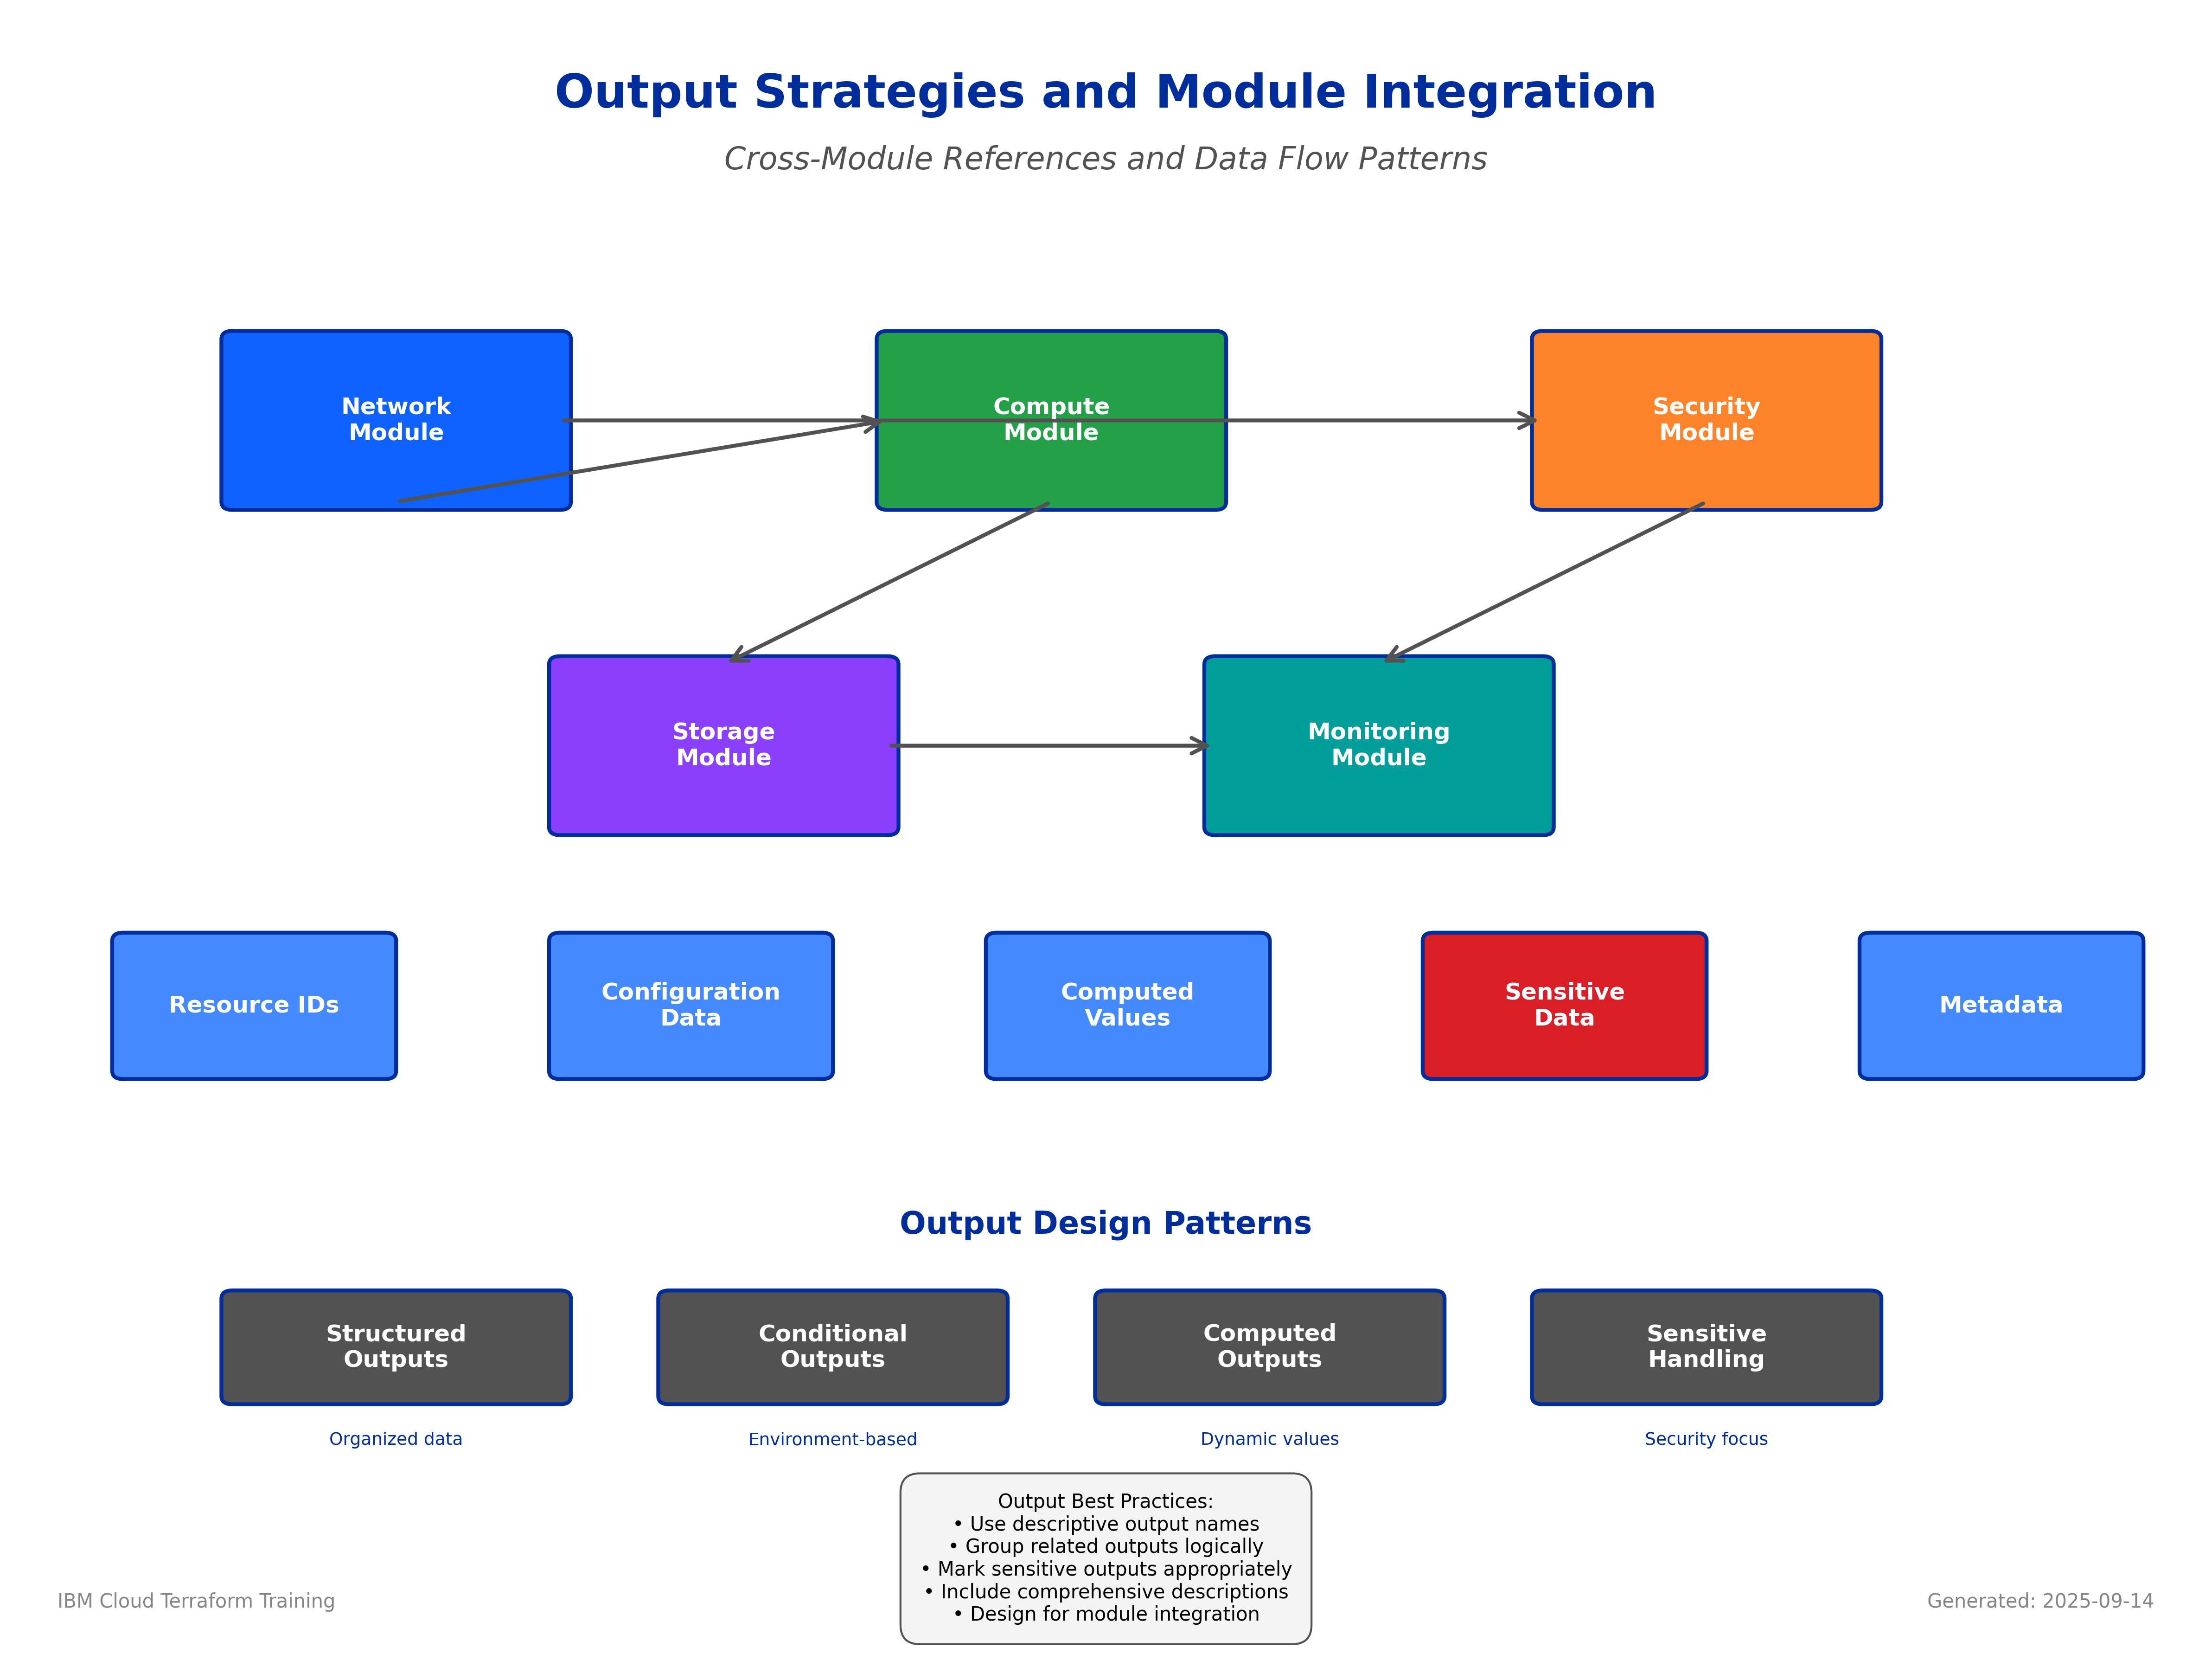 Output Strategies and Module Integration
Cross-Module References and Data Flow Patterns
Network
Module
Compute
Module
Security
Module
Storage
Module
Monitoring
Module
Resource IDs
Configuration
Data
Computed
Values
Sensitive
Data
Metadata
Output Design Patterns
Structured
Outputs
Conditional
Outputs
Computed
Outputs
Sensitive
Handling
Organized data
Environment-based
Dynamic values
Security focus
Output Best Practices:
• Use descriptive output names
• Group related outputs logically
• Mark sensitive outputs appropriately
• Include comprehensive descriptions
• Design for module integration
IBM Cloud Terraform Training
Generated: 2025-09-14